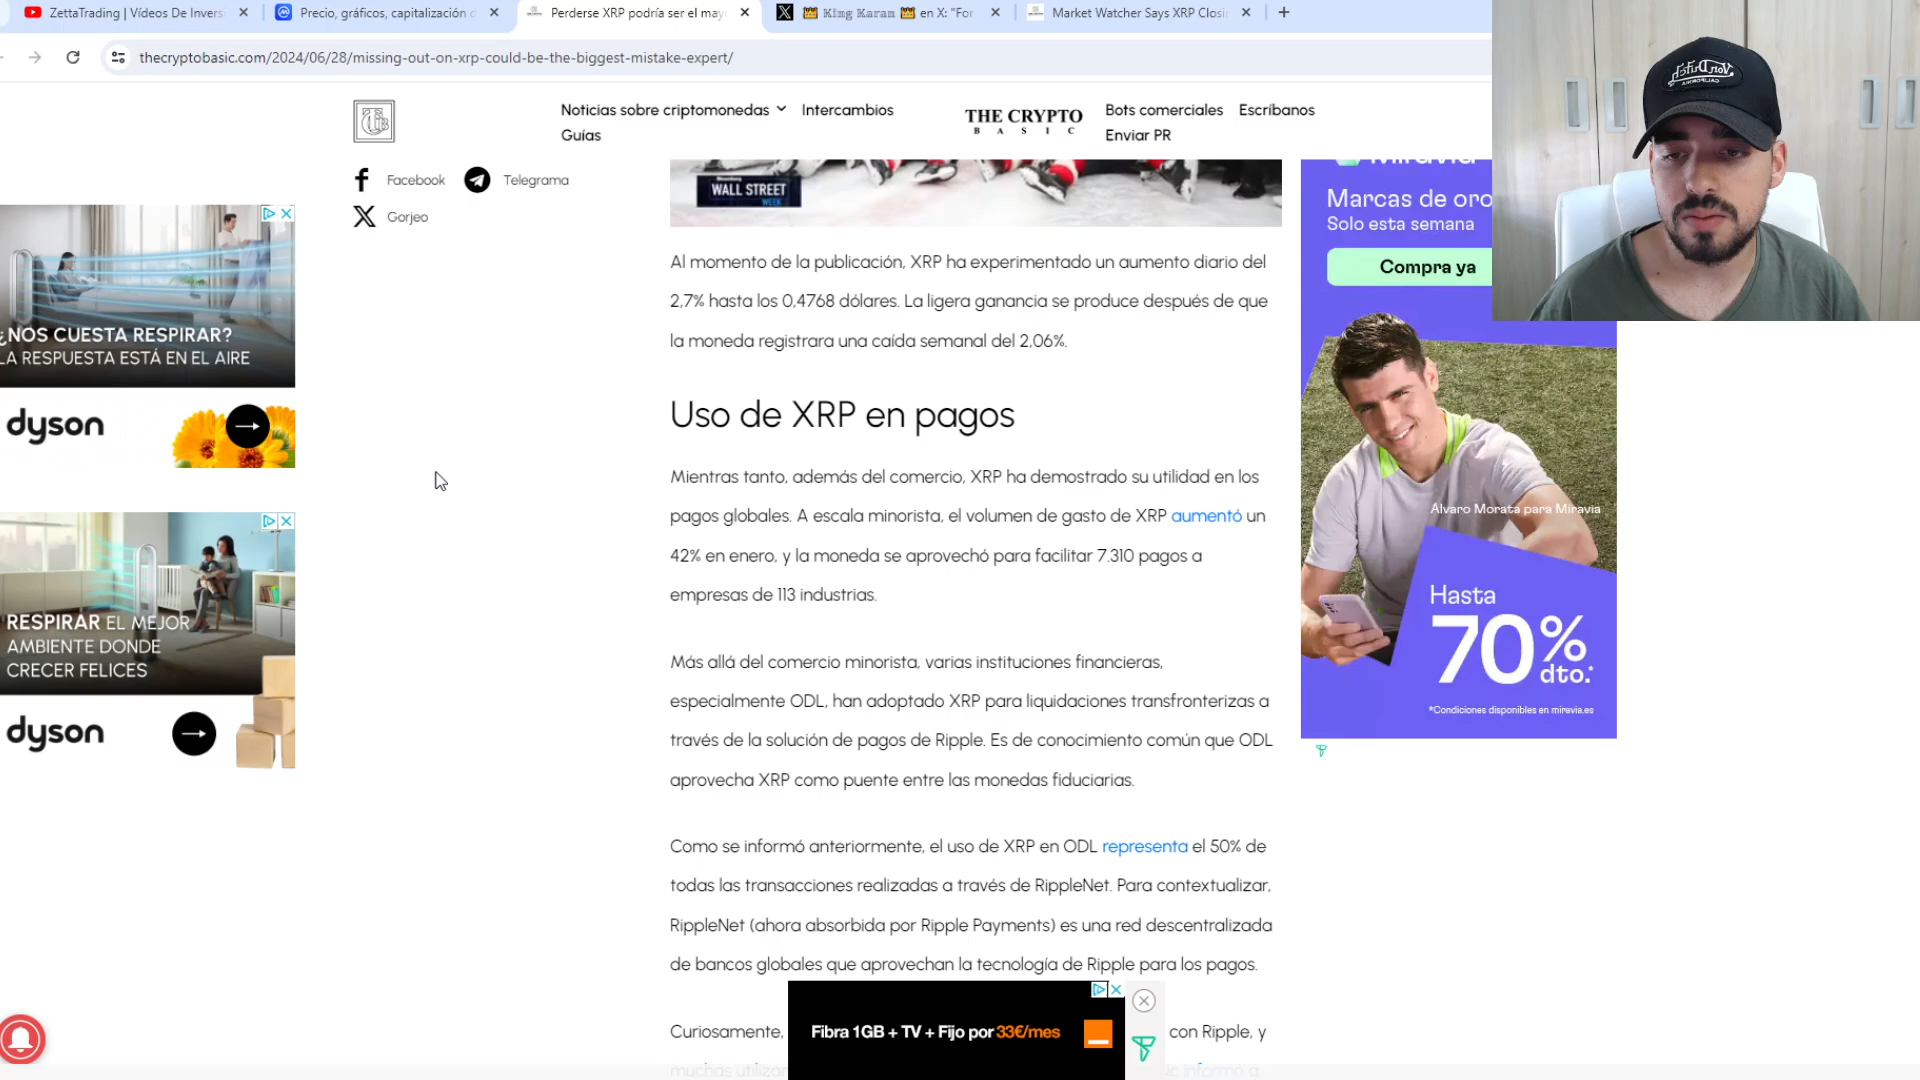 ZettaTrading | Vídeos De Invers
Precio, gráficos, capitalización d
Perderse XRP podría ser el mayo
King Karam en X: "For
Market Watcher Says XRP Closi
thecryptobasic.com/2024/06/28/missing-out-on-xrp-could-be-the-biggest-mistake-expert/
Noticias sobre criptomonedas
Intercambios
Guías
THE CRYPTO
BASIC
Bots comerciales
Escríbanos
Enviar PR
Facebook
Telegrama
Gorjeo
WALL STREET
WEEK
Al momento de la publicación, XRP ha experimentado un aumento diario del
2,7% hasta los 0,4768 dólares. La ligera ganancia se produce después de que
la moneda registrara una caída semanal del 2,06%.
Uso de XRP en pagos
Mientras tanto, además del comercio, XRP ha demostrado su utilidad en los
pagos globales. A escala minorista, el volumen de gasto de XRP aumentó un
42% en enero, y la moneda se aprovechó para facilitar 7.310 pagos a
empresas de 113 industrias.
Más allá del comercio minorista, varias instituciones financieras,
especialmente ODL, han adoptado XRP para liquidaciones transfronterizas a
través de la solución de pagos de Ripple. Es de conocimiento común que ODL
aprovecha XRP como puente entre las monedas fiduciarias.
Como se informó anteriormente, el uso de XRP en ODL representa el 50% de
todas las transacciones realizadas a través de RippleNet. Para contextualizar,
RippleNet (ahora absorbida por Ripple Payments) es una red descentralizada
de bancos globales que aprovechan la tecnología de Ripple para los pagos.
Curiosamente,
con Ripple, y
¿NOS CUESTA RESPIRAR?
LA RESPUESTA ESTÁ EN EL AIRE
dyson
RESPIRAR EL MEJOR
AMBIENTE DONDE
CRECER FELICES
dyson
Miravia
Marcas de oro
Solo esta semana
Compra ya
Álvaro Morata para Miravia
Hasta
70%
dto.*
*Condiciones disponibles en miravia.es
Fibra 1GB + TV + Fijo por 33€/mes
Von Dutch
CALIFORNIA